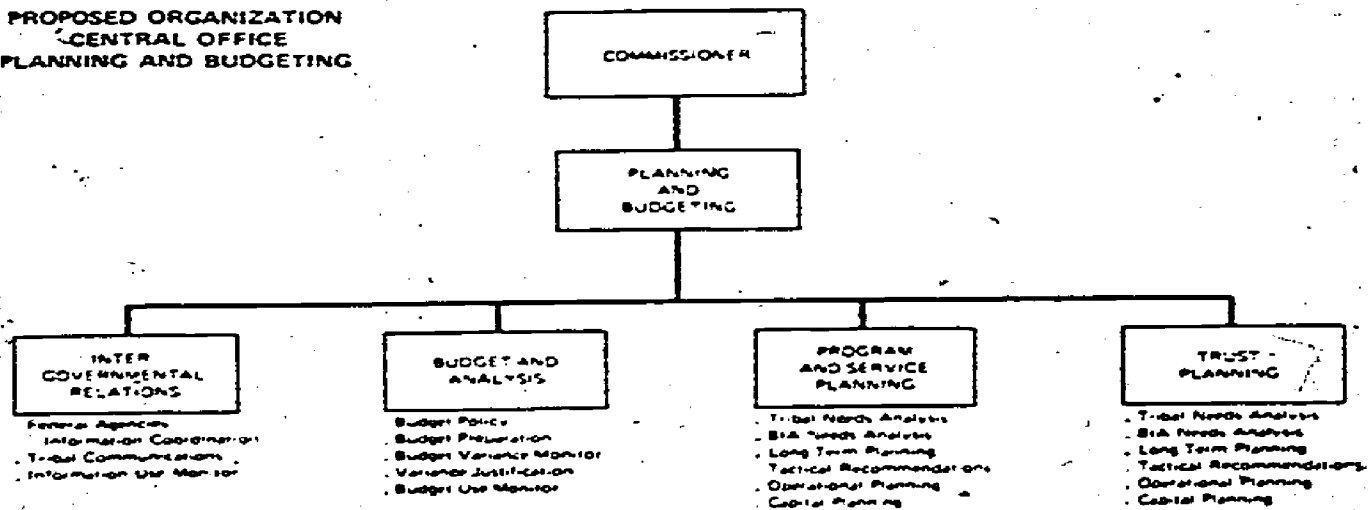 PROPOSED ORGANIZATION
CENTRAL OFFICE
PLANNING AND BUDGETING
COMMISSIONER
PLANNING
AND
BUDGETING
INTER
GOVERNMENTAL
RELATIONS
Federal Agencies
Information Coordination
. Tribal Communications
. Information Use Monitor
BUDGET AND
ANALYSIS
. Budget Policy
. Budget Preparation
. Budget Variance Monitor
. Variance Justification
. Budget Use Monitor
PROGRAM
AND SERVICE
PLANNING
. Tribal Needs Analysis
. BIA Needs Analysis
. Long Term Planning
Tactical Recommendations
. Operational Planning
. Capital Planning
TRUST -
PLANNING
. Tribal Needs Analysis
. BIA Needs Analysis
. Long Term Planning
. Tactical Recommendations
. Operational Planning
. Capital Planning